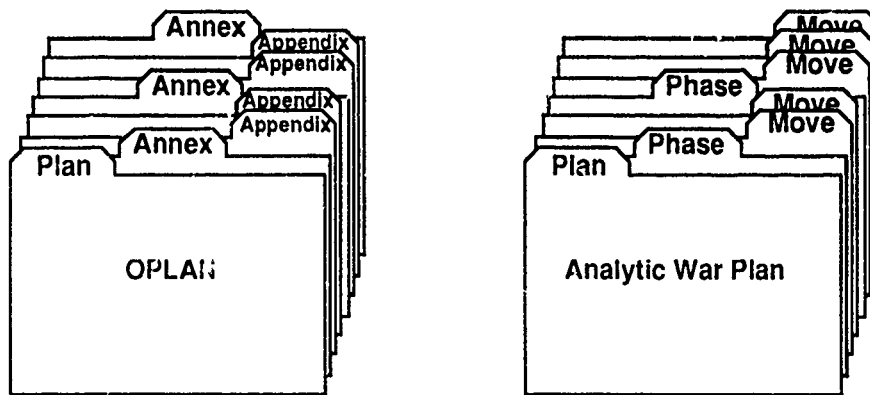 Annex
Appendix
Appendix
Annex
Appendix
Appendix
Annex
Plan
OPLAN
Move
Move
Move
Phase
Move
Move
Phase
Plan
Analytic War Plan